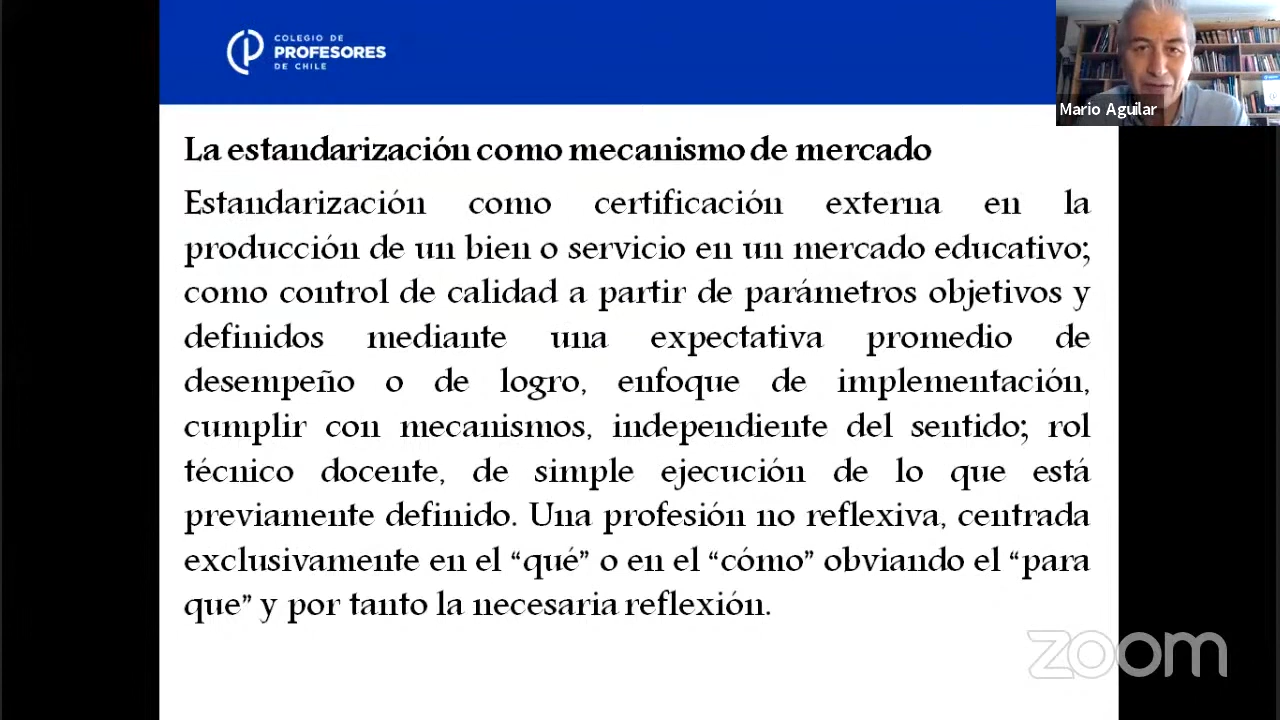 COLEGIO DE
PROFESORES
DE CHILE
Mario Aguilar
La estandarización como mecanismo de mercado
Estandarización como certificación externa en la
producción de un bien o servicio en un mercado educativo;
como control de calidad a partir de parámetros objetivos y
definidos mediante una expectativa promedio de
desempeño o de logro, enfoque de implementación,
cumplir con mecanismos, independiente del sentido; rol
técnico docente, de simple ejecución de lo que está
previamente definido. Una profesión no reflexiva, centrada
exclusivamente en el “qué” o en el “cómo” obviando el “para
que” y por tanto la necesaria reflexión.
zoom